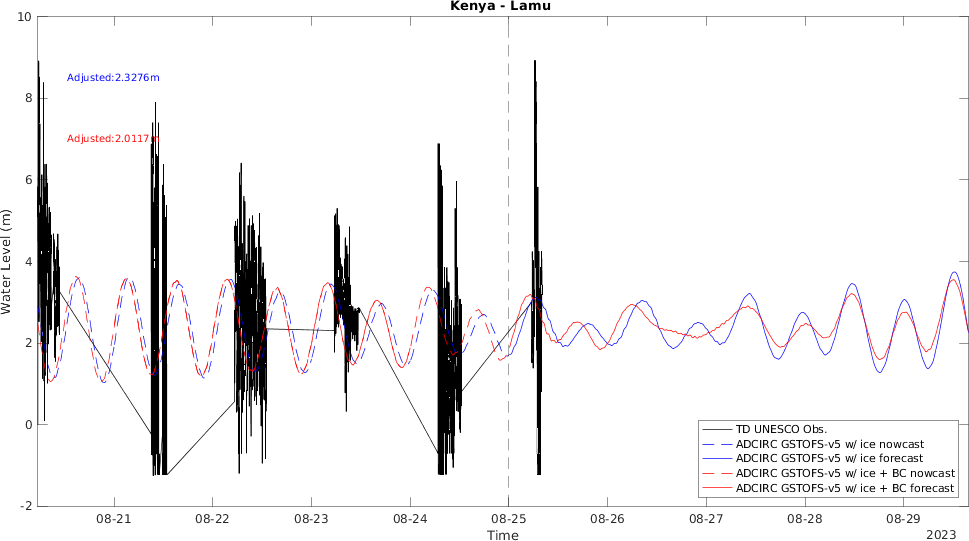 Kenya - Lamu
10
8
6
4
2
0
-2
Water Level (m)
Adjusted:2.3276m
Adjusted:2.0117m
TD UNESCO Obs.
ADCIRC GSTOFS-v5 w/ ice nowcast
ADCIRC GSTOFS-v5 w/ ice forecast
ADCIRC GSTOFS-v5 w/ ice + BC nowcast
ADCIRC GSTOFS-v5 w/ ice + BC forecast
08-21 08-22 08-23 08-24 08-25 08-26 08-27 08-28 08-29
Time
2023